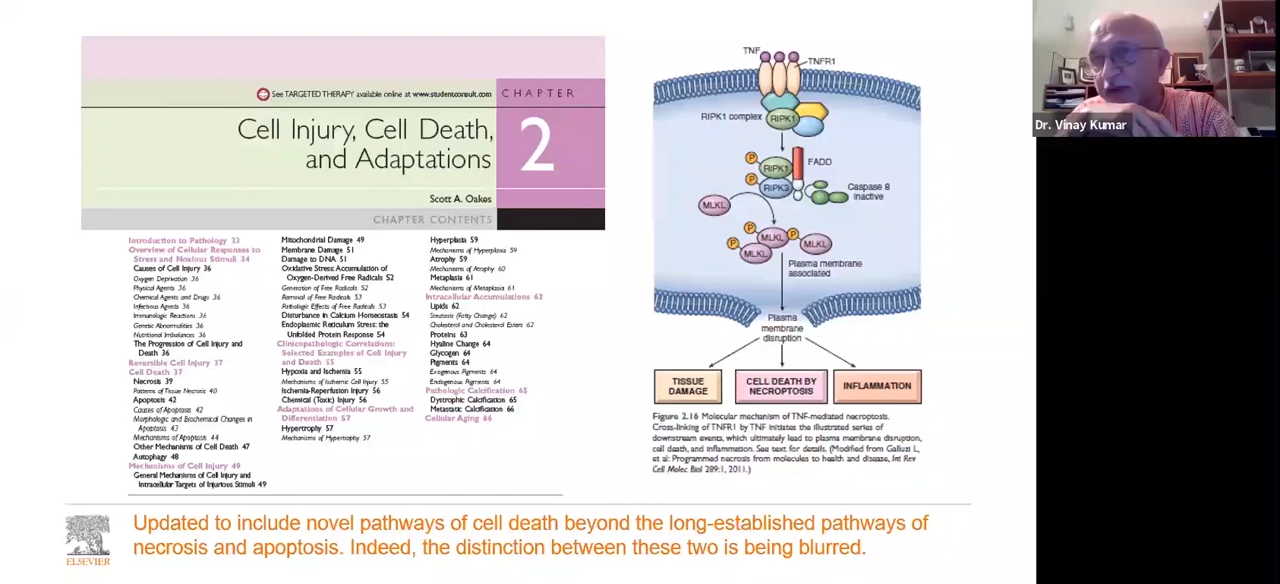 See TARGETED THERAPY available online at www.studentconsult.com
CHAPTER
Cell Injury, Cell Death,
and Adaptations
2
Scott A. Oakes
CHAPTER CONTENTS
Introduction to Pathology 33
Overview of Cellular Responses to
Stress and Noxious Stimuli 34
Causes of Cell Injury 36
Oxygen Deprivation 36
Physical Agents 36
Chemical Agents and Drugs 36
Infectious Agents 36
Immunologic Reactions 36
Genetic Abnormalities 36
Nutritional Imbalances 36
The Progression of Cell Injury and
Death 36
Reversible Cell Injury 37
Cell Death 37
Necrosis 39
Patterns of Tissue Necrosis 40
Apoptosis 42
Causes of Apoptosis 42
Morphologic and Biochemical Changes in
Apoptosis 43
Mechanisms of Apoptosis 44
Other Mechanisms of Cell Death 47
Autophagy 48
Mechanisms of Cell Injury 49
General Mechanisms of Cell Injury and
Intracellular Targets of Injurious Stimuli 49
Mitochondrial Damage 49
Membrane Damage 51
Damage to DNA 51
Oxidative Stress: Accumulation of
Oxygen-Derived Free Radicals 52
Generation of Free Radicals 52
Removal of Free Radicals 53
Pathologic Effects of Free Radicals 53
Disturbance in Calcium Homeostasis 54
Endoplasmic Reticulum Stress: the
Unfolded Protein Response 54
Clinicopathologic Correlations:
Selected Examples of Cell Injury
and Death 55
Hypoxia and Ischemia 55
Mechanisms of Ischemic Cell Injury 55
Ischemia-Reperfusion Injury 56
Chemical (Toxic) Injury 56
Adaptations of Cellular Growth and
Differentiation 57
Hypertrophy 57
Mechanisms of Hypertrophy 57
Hyperplasia 59
Mechanisms of Hyperplasia 59
Atrophy 59
Mechanisms of Atrophy 60
Metaplasia 61
Mechanisms of Metaplasia 61
Intracellular Accumulations 62
Lipids 62
Steatosis (Fatty Change) 62
Cholesterol and Cholesterol Esters 62
Proteins 63
Hyaline Change 64
Glycogen 64
Pigments 64
Exogenous Pigments 64
Endogenous Pigments 64
Pathologic Calcification 65
Dystrophic Calcification 65
Metastatic Calcification 66
Cellular Aging 66
TNF
TNFR1
RIPK1 complex
RIPK1
P
RIPK1
FADD
P
RIPK3
Caspase 8
inactive
MLKL
P
P
P
MLKL
MLKL
MLKL
Plasma membrane
associated
Plasma
membrane
disruption
TISSUE
DAMAGE
CELL DEATH BY
NECROPTOSIS
INFLAMMATION
Figure 2.16 Molecular mechanism of TNF-mediated necroptosis.
Cross-linking of TNFR1 by TNF initiates the illustrated series of
downstream events, which ultimately lead to plasma membrane disruption,
cell death, and inflammation. See text for details. (Modified from Galluzi L,
et al: Programmed necrosis from molecules to health and disease, Int Rev
Cell Molec Biol 289:1, 2011.)
ELSEVIER
Updated to include novel pathways of cell death beyond the long-established pathways of
necrosis and apoptosis. Indeed, the distinction between these two is being blurred.
Dr. Vinay Kumar